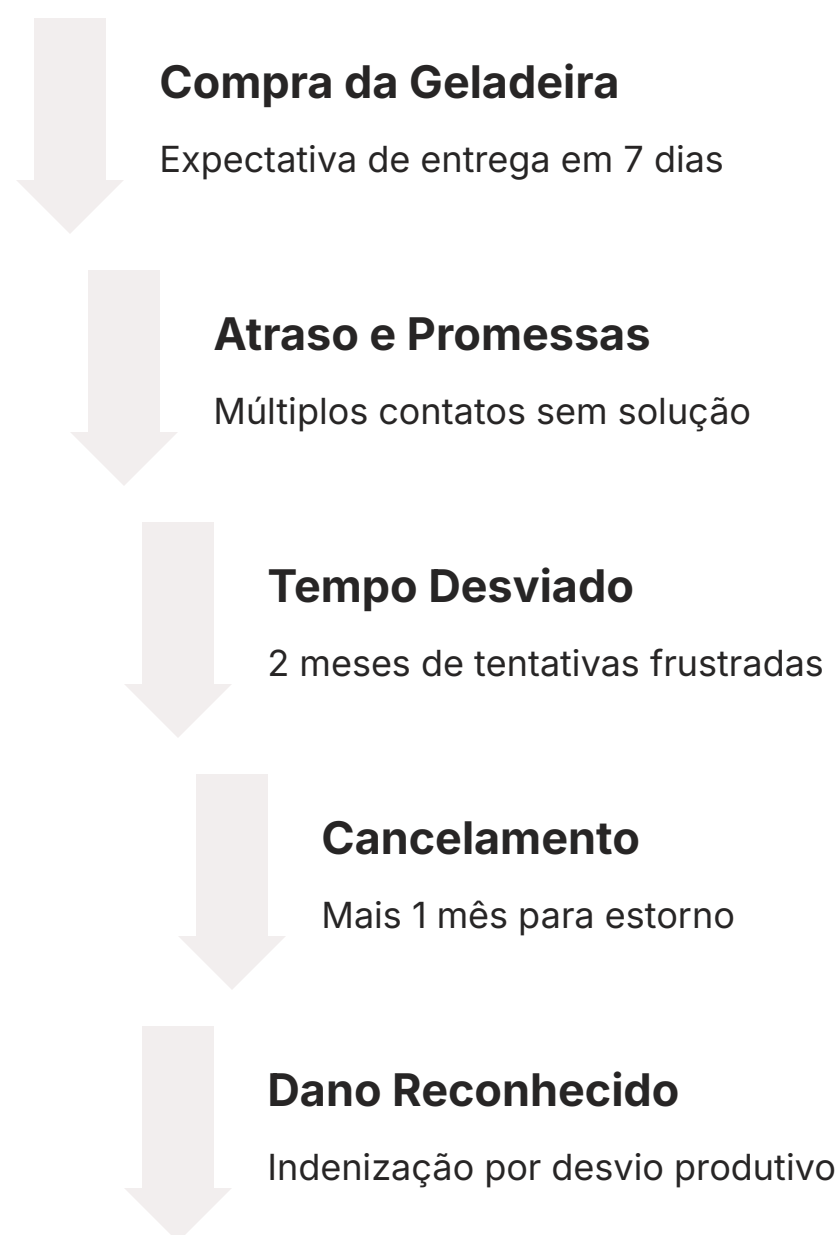 Compra da Geladeira
Expectativa de entrega em 7 dias
Atraso e Promessas
Múltiplos contatos sem solução
Tempo Desviado
2 meses de tentativas frustradas
Cancelamento
Mais 1 mês para estorno
Dano Reconhecido
Indenização por desvio produtivo